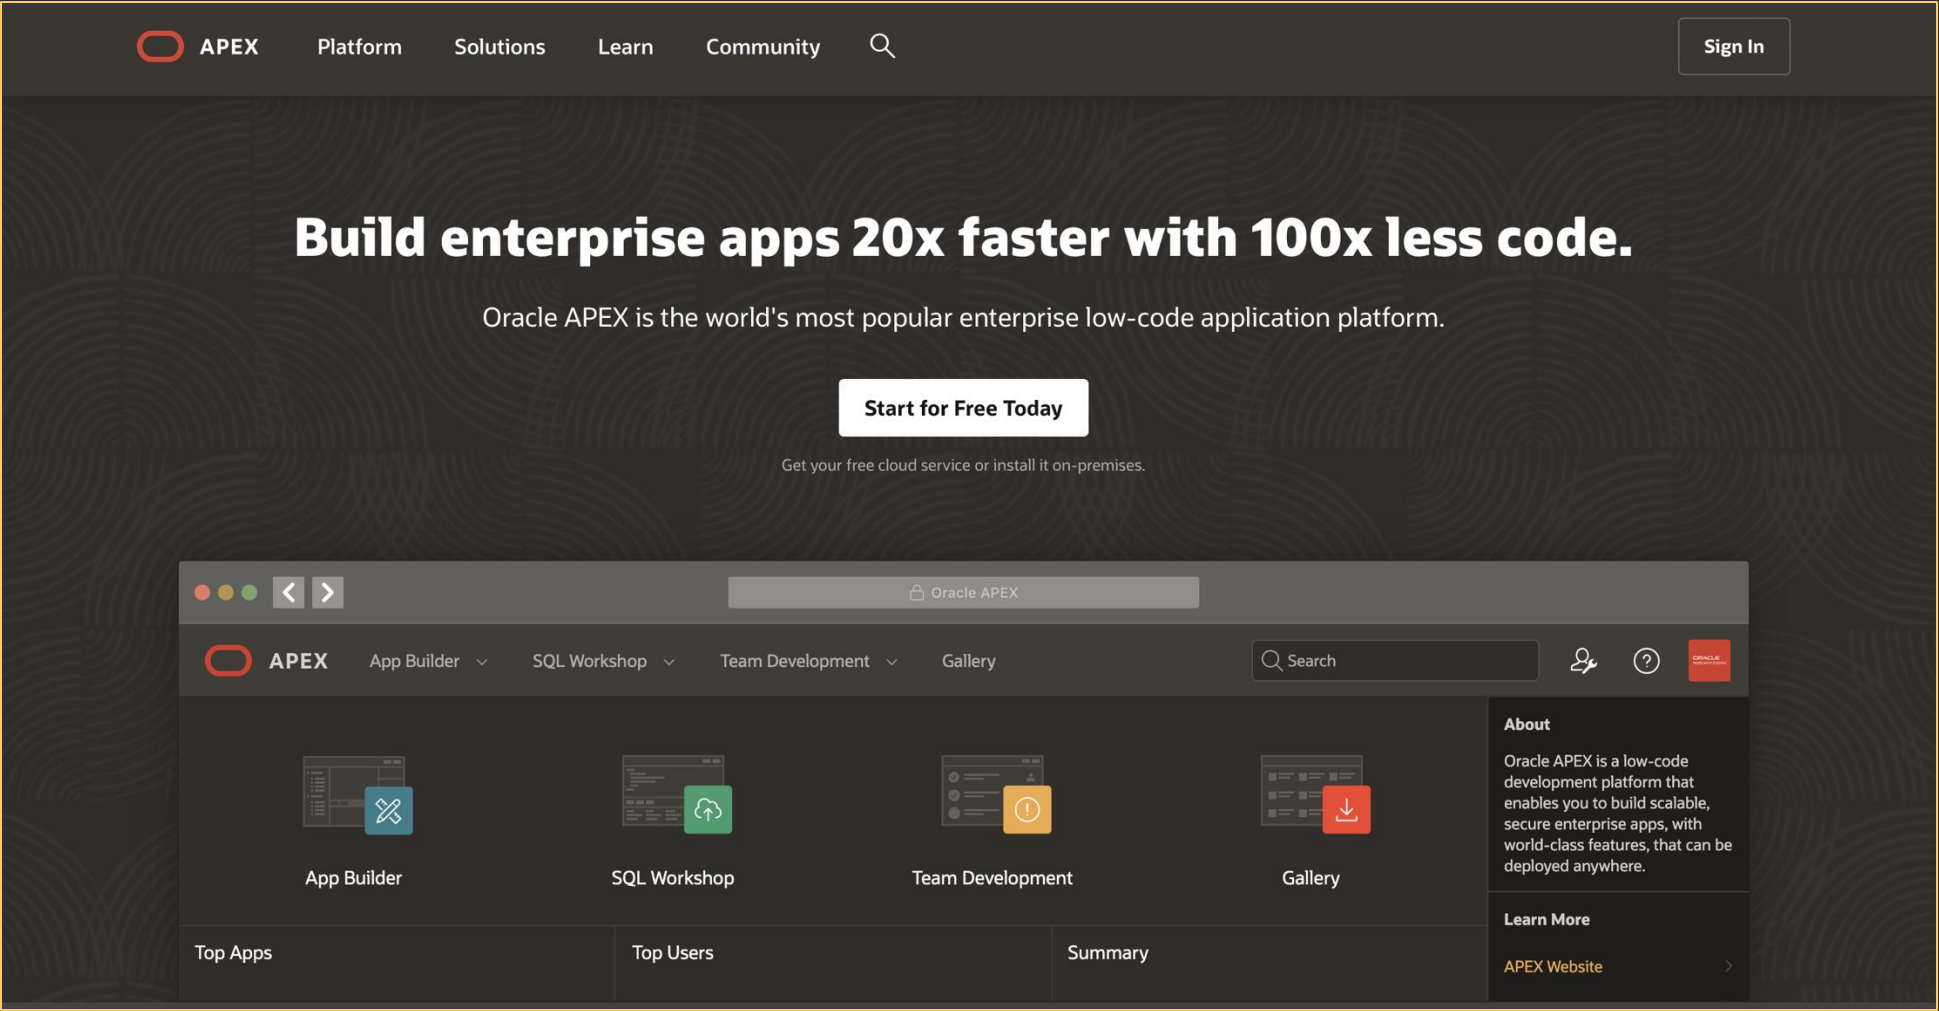 APEX
Platform
Solutions
Learn
Community
Sign In
Build enterprise apps 20x faster with 100x less code.
Oracle APEX is the world's most popular enterprise low-code application platform.
Start for Free Today
Get your free cloud service or install it on-premises.
Oracle APEX
APEX
App Builder
SQL Workshop
Team Development
Gallery
Search
ORACLE
Application Express
App Builder
SQL Workshop
Team Development
Gallery
Top Apps
Top Users
Summary
About
Oracle APEX is a low-code
development platform that
enables you to build scalable,
secure enterprise apps, with
world-class features, that can be
deployed anywhere.
Learn More
APEX Website